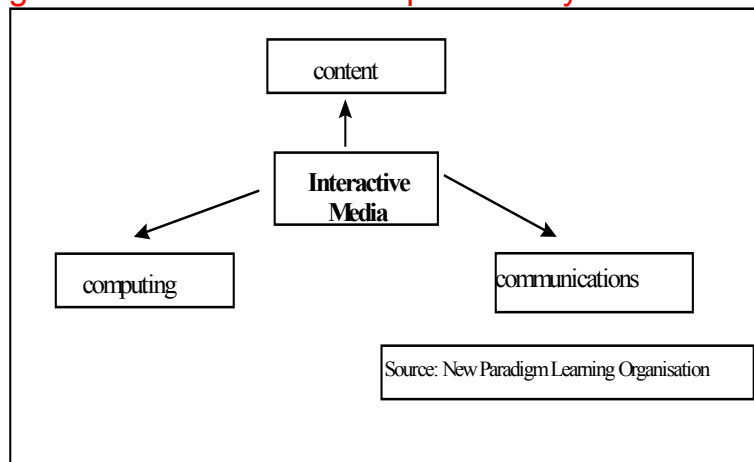 content
Interactive
Media
computing
communications
Source: New Paradigm Learning Organisation